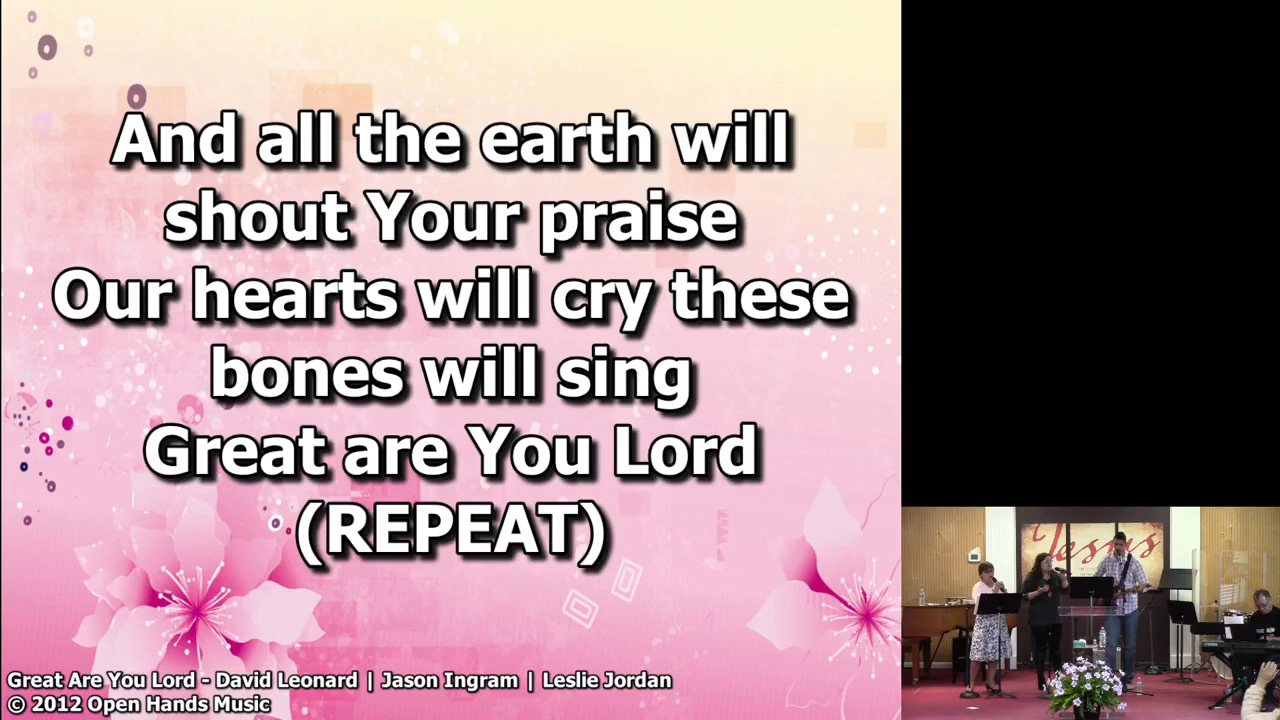 And all the earth will
shout Your praise
Our hearts will cry these
bones will sing
Great are You Lord
(REPEAT)
Great Are You Lord - David Leonard | Jason Ingram | Leslie Jordan
© 2012 Open Hands Music
Jesus